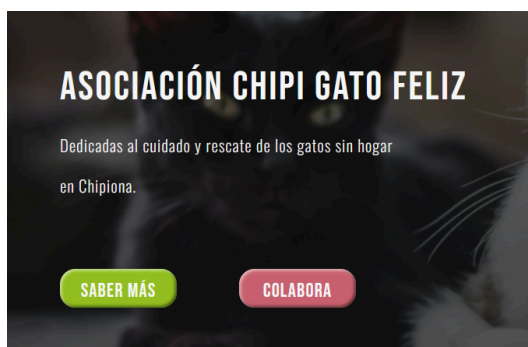 ASOCIACIÓN CHIPI GATO FELIZ
Dedicadas al cuidado y rescate de los gatos sin hogar
en Chipiona.
SABER MÁS
COLABORA